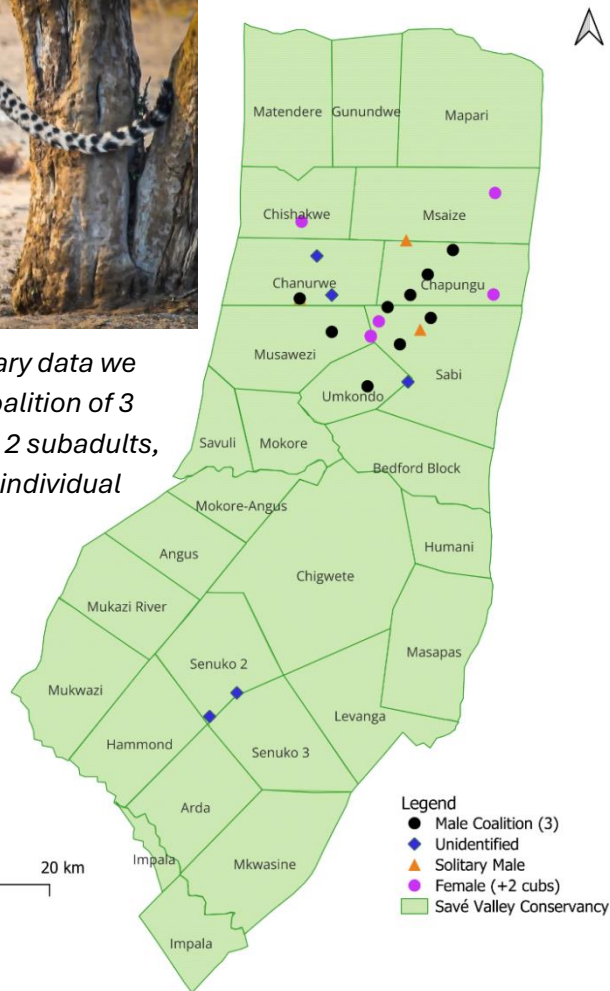 Matendere
Gunundwe
Mapari
Chishakwe
Msaize
Chanurwe
Chapungu
ary data we
oalition of 3
2 subadults,
individual
Musawezi
Sabi
Umkondo
Savuli
Mokore
Bedford Block
Mokore-Angus
Humani
Angus
Chigwete
Mukazi River
Masapas
Senuko 2
Mukwazi
Levanga
Hammond
Senuko 3
Arda
Impala
Mkwasine
Impala
20 km
Legend
Male Coalition (3)
Unidentified
Solitary Male
Female (+2 cubs)
Savé Valley Conservancy